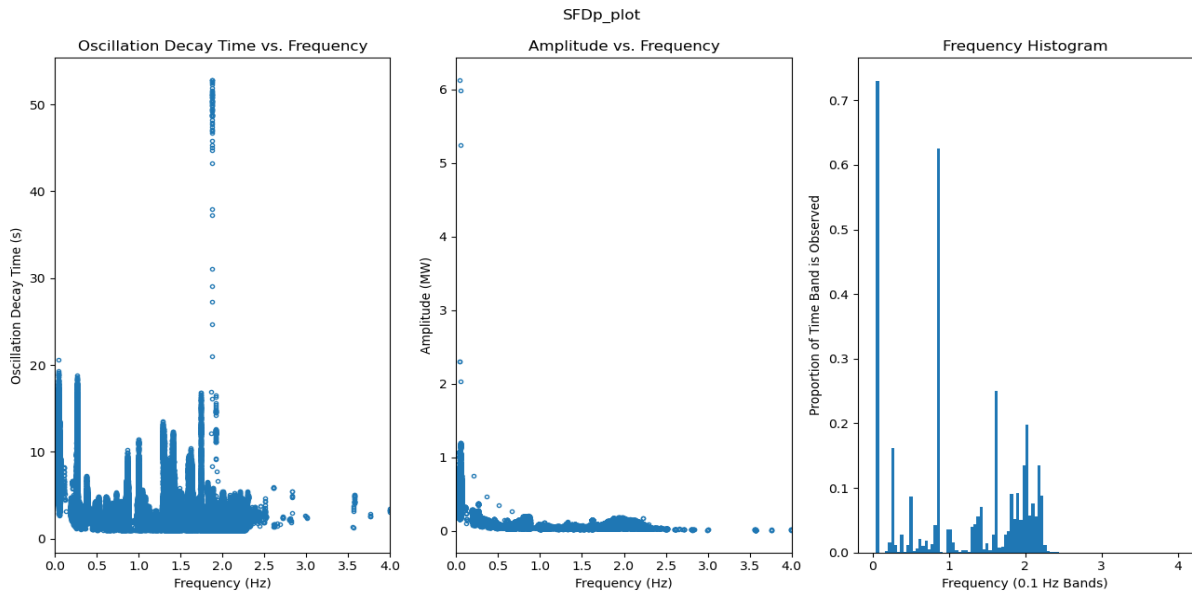 SFDp_plot
Oscillation Decay Time vs. Frequency
Oscillation Decay Time (s)
50
40
30
20
10
0
0.0 0.5 1.0 1.5 2.0 2.5 3.0 3.5 4.0
Frequency (Hz)
Amplitude vs. Frequency
Amplitude (MW)
6
5
4
3
2
1
0
0.0 0.5 1.0 1.5 2.0 2.5 3.0 3.5 4.0
Frequency (Hz)
Frequency Histogram
Proportion of Time Band is Observed
0.7
0.6
0.5
0.4
0.3
0.2
0.1
0.0
0 1 2 3 4
Frequency (0.1 Hz Bands)